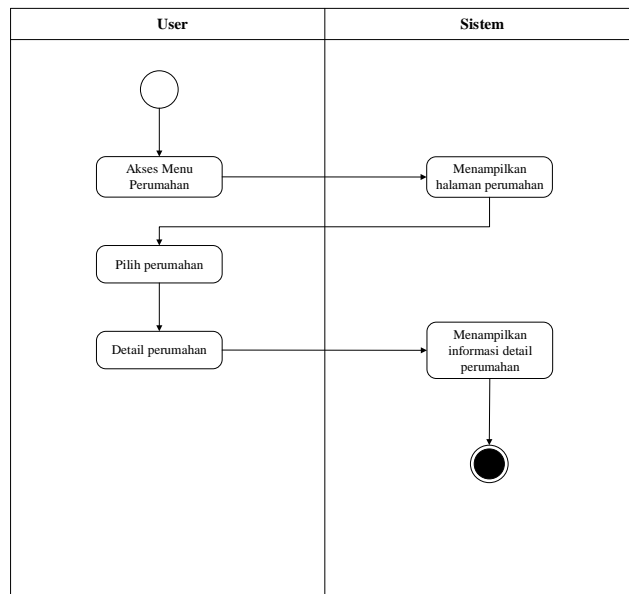 User
Sistem
Akses Menu
Perumahan
Menampilkan
halaman perumahan
Pilih perumahan
Detail perumahan
Menampilkan
informasi detail
perumahan